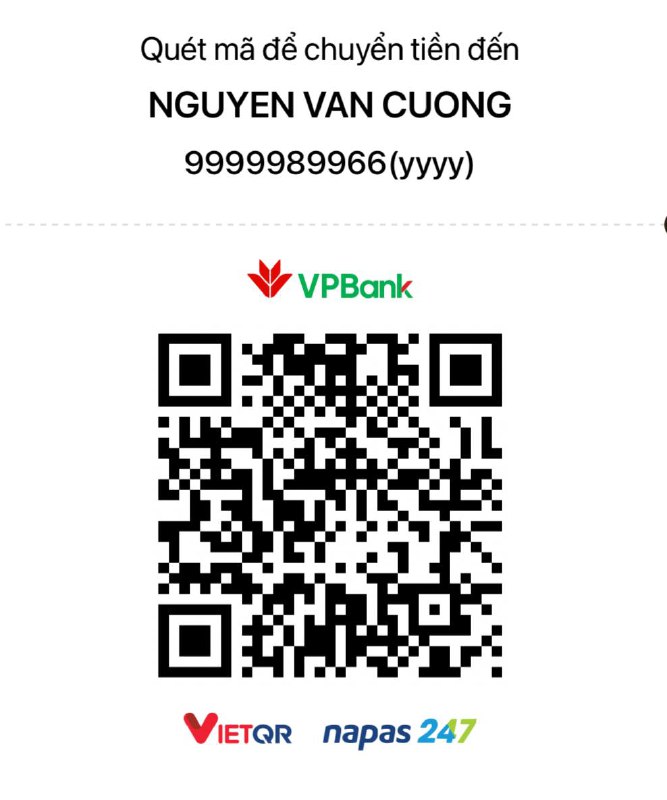 Quét mã để chuyển tiền đến
NGUYEN VAN CUONG
9999989966(yyyy)
VPBank
VIETQR napas 247